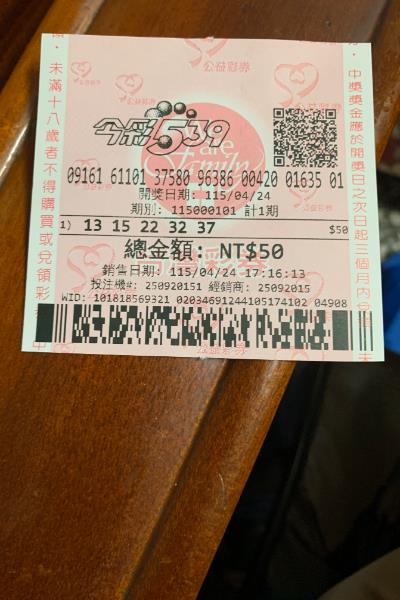 公益彩券
今彩539
09161 61101 37580 96386 00420 01635 01
開獎日期: 115/04/24
期別: 115000101 計1期
1) 13 15 22 32 37 $50
總金額: NT$50
銷售日期: 115/04/24 17:16:13
投注機#: 250920151 經銷商: 25092015
WID: 101818569321 02034691244105174102 04908
未滿十八歲者不得購買或兌領彩
中獎獎金應於開獎日之次日起三個月內